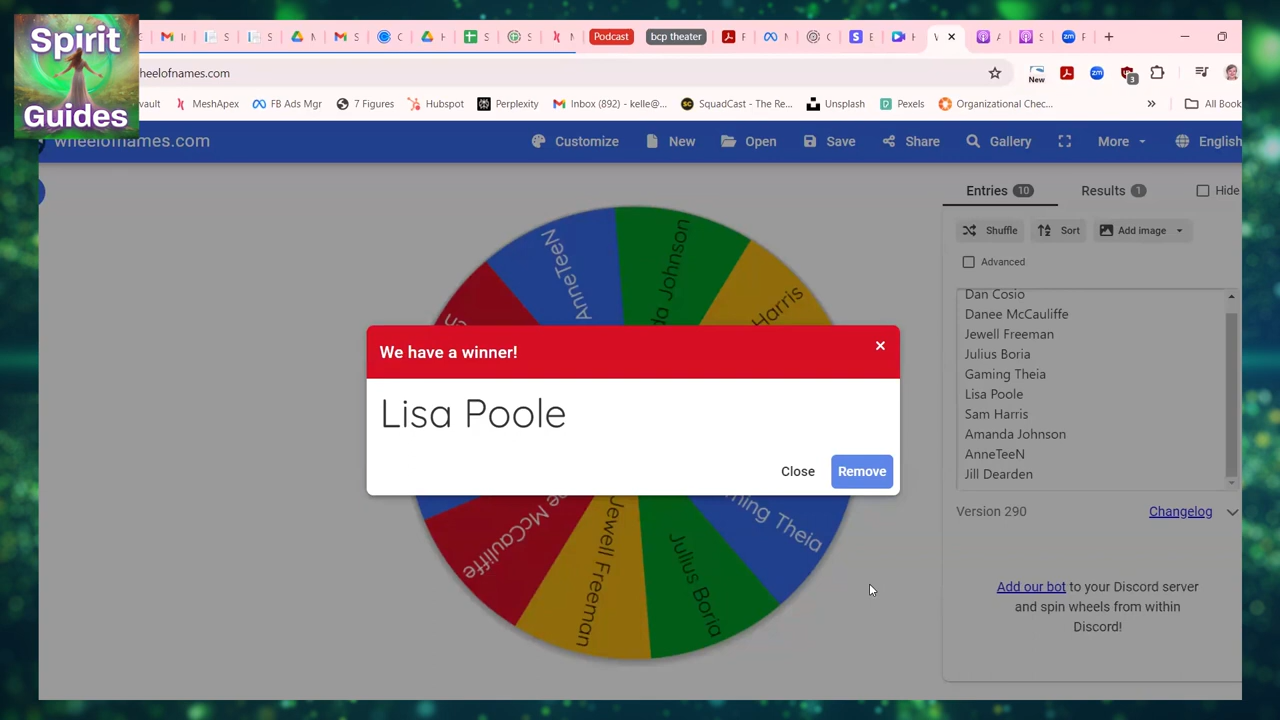 Spirit
Guides
Podcast
bcp theater
heelofnames.com
New
3
vault
MeshApex
FB Ads Mgr
7 Figures
Hubspot
Perplexity
Inbox (892) - kelle@...
SquadCast - The Re...
Unsplash
Pexels
Organizational Chec...
All Book
wheelofnames.com
Customize
New
Open
Save
Share
Gallery
More
English
Entries 10
Results 1
Hide
Shuffle
Sort
Add image
Advanced
Dan Cosio
Danee McCauliffe
Jewell Freeman
Julius Boria
Gaming Theia
Lisa Poole
Sam Harris
Amanda Johnson
AnneTeeN
Jill Dearden
Version 290
Changelog
Add our bot to your Discord server
and spin wheels from within
Discord!
AnneTeeN
da Johnson
Harris
We have a winner!
Lisa Poole
Close
Remove
e McCauliffe
Jewell Freeman
Julius Boria
ming Theia